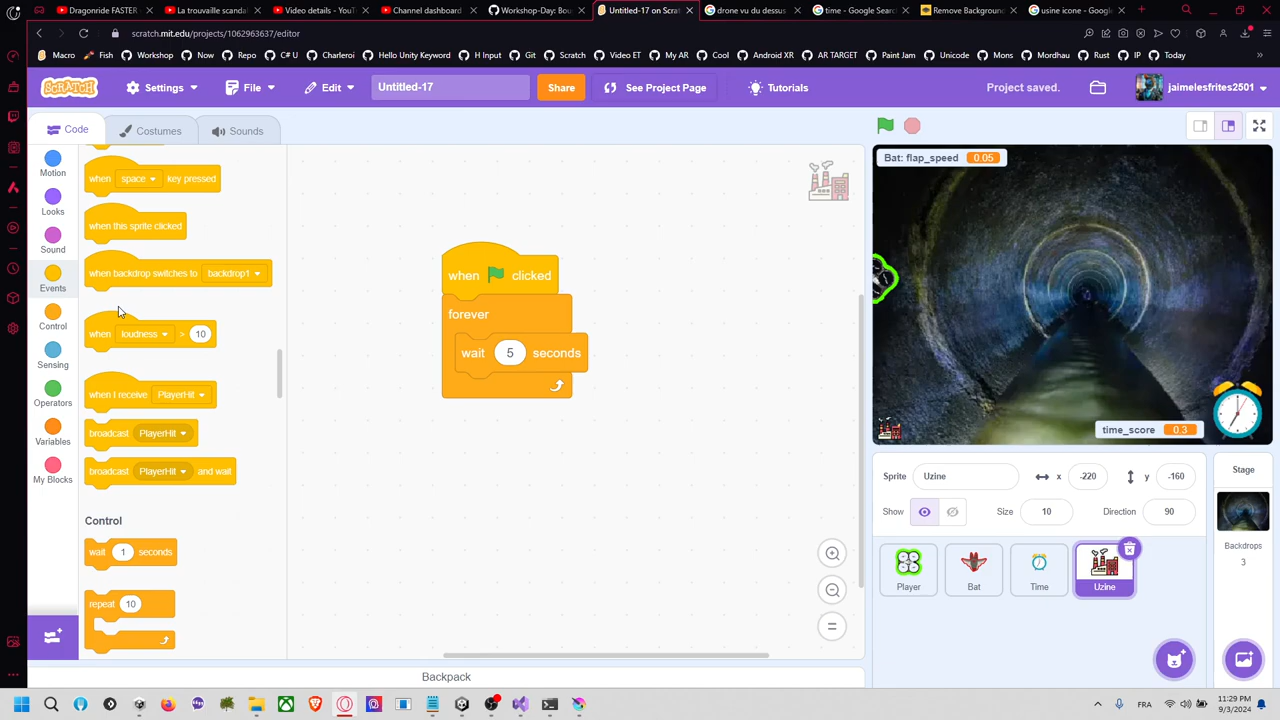 Dragonride FASTER
La trouvaille scandal
Video details - YouT
Channel dashboard
Workshop-Day: Bou
Untitled-17 on Scrat
drone vu du dessu
time - Google Searc
Remove Background
usine icone - Googl
scratch.mit.edu/projects/1062963637/editor
Macro
Fish
Workshop
Now
Repo
C# U
Charleroi
Hello Unity Keyword
H Input
Git
Scratch
Video ET
My AR
Cool
Android XR
AR TARGET
Paint Jam
Unicode
Mons
Mordhau
Rust
IP
Today
SCRATCH
Settings
File
Edit
Untitled-17
Share
See Project Page
Tutorials
Project saved.
jaimelesfrites2501
Code
Costumes
Sounds
Motion
Looks
Sound
Events
Control
Sensing
Operators
Variables
My Blocks
when space key pressed
when this sprite clicked
when backdrop switches to backdrop1
when loudness > 10
when I receive PlayerHit
broadcast PlayerHit
broadcast PlayerHit and wait
Control
wait 1 seconds
repeat 10
when clicked
forever
wait 5 seconds
Backpack
Bat: flap_speed 0.05
time_score 0.3
Sprite Uzine x -220 y -160
Show Size 10 Direction 90
Player
Bat
Time
Uzine
Stage
Backdrops
3
FRA
11:29 PM
9/3/2024